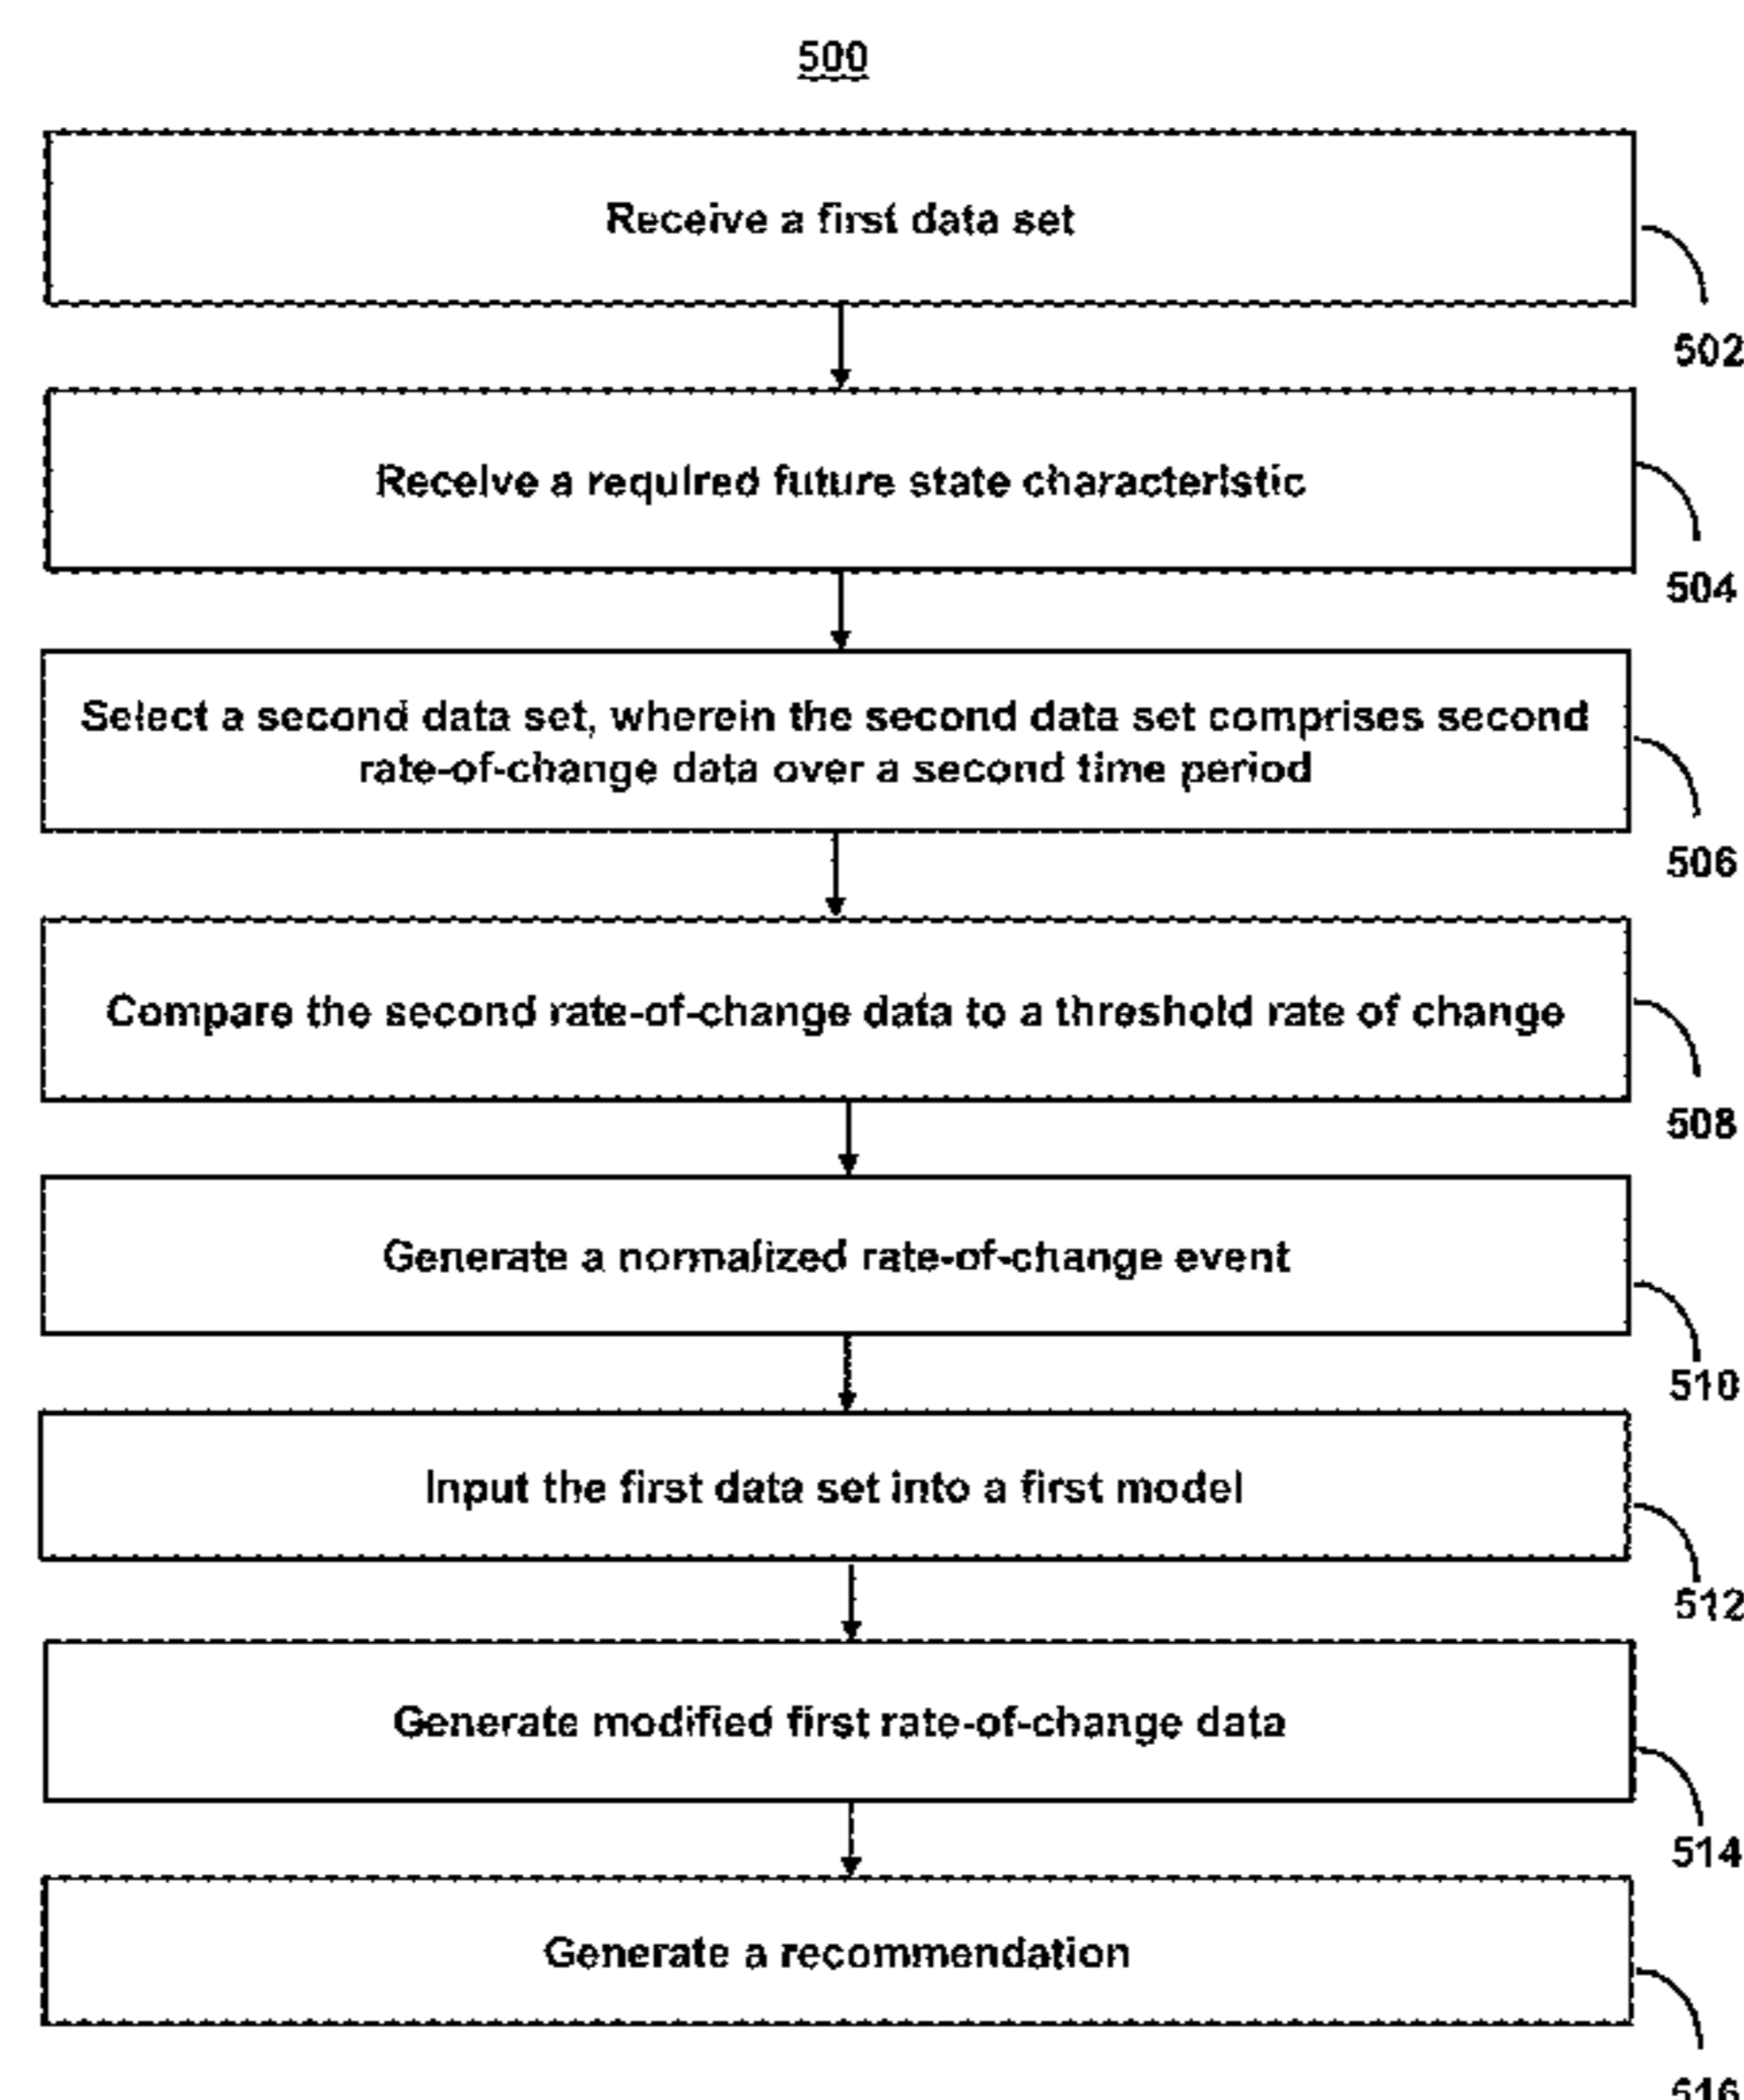 500
Receive a first data set
502
Receive a required future state characteristic
504
Select a second data set, wherein the second data set comprises second
rate-of-change data over a second time period
506
Compare the second rate-of-change data to a threshold rate of change
508
Generate a normalized rate-of-change event
510
Input the first data set into a first model
512
Generate modified first rate-of-change data
514
Generate a recommendation
516